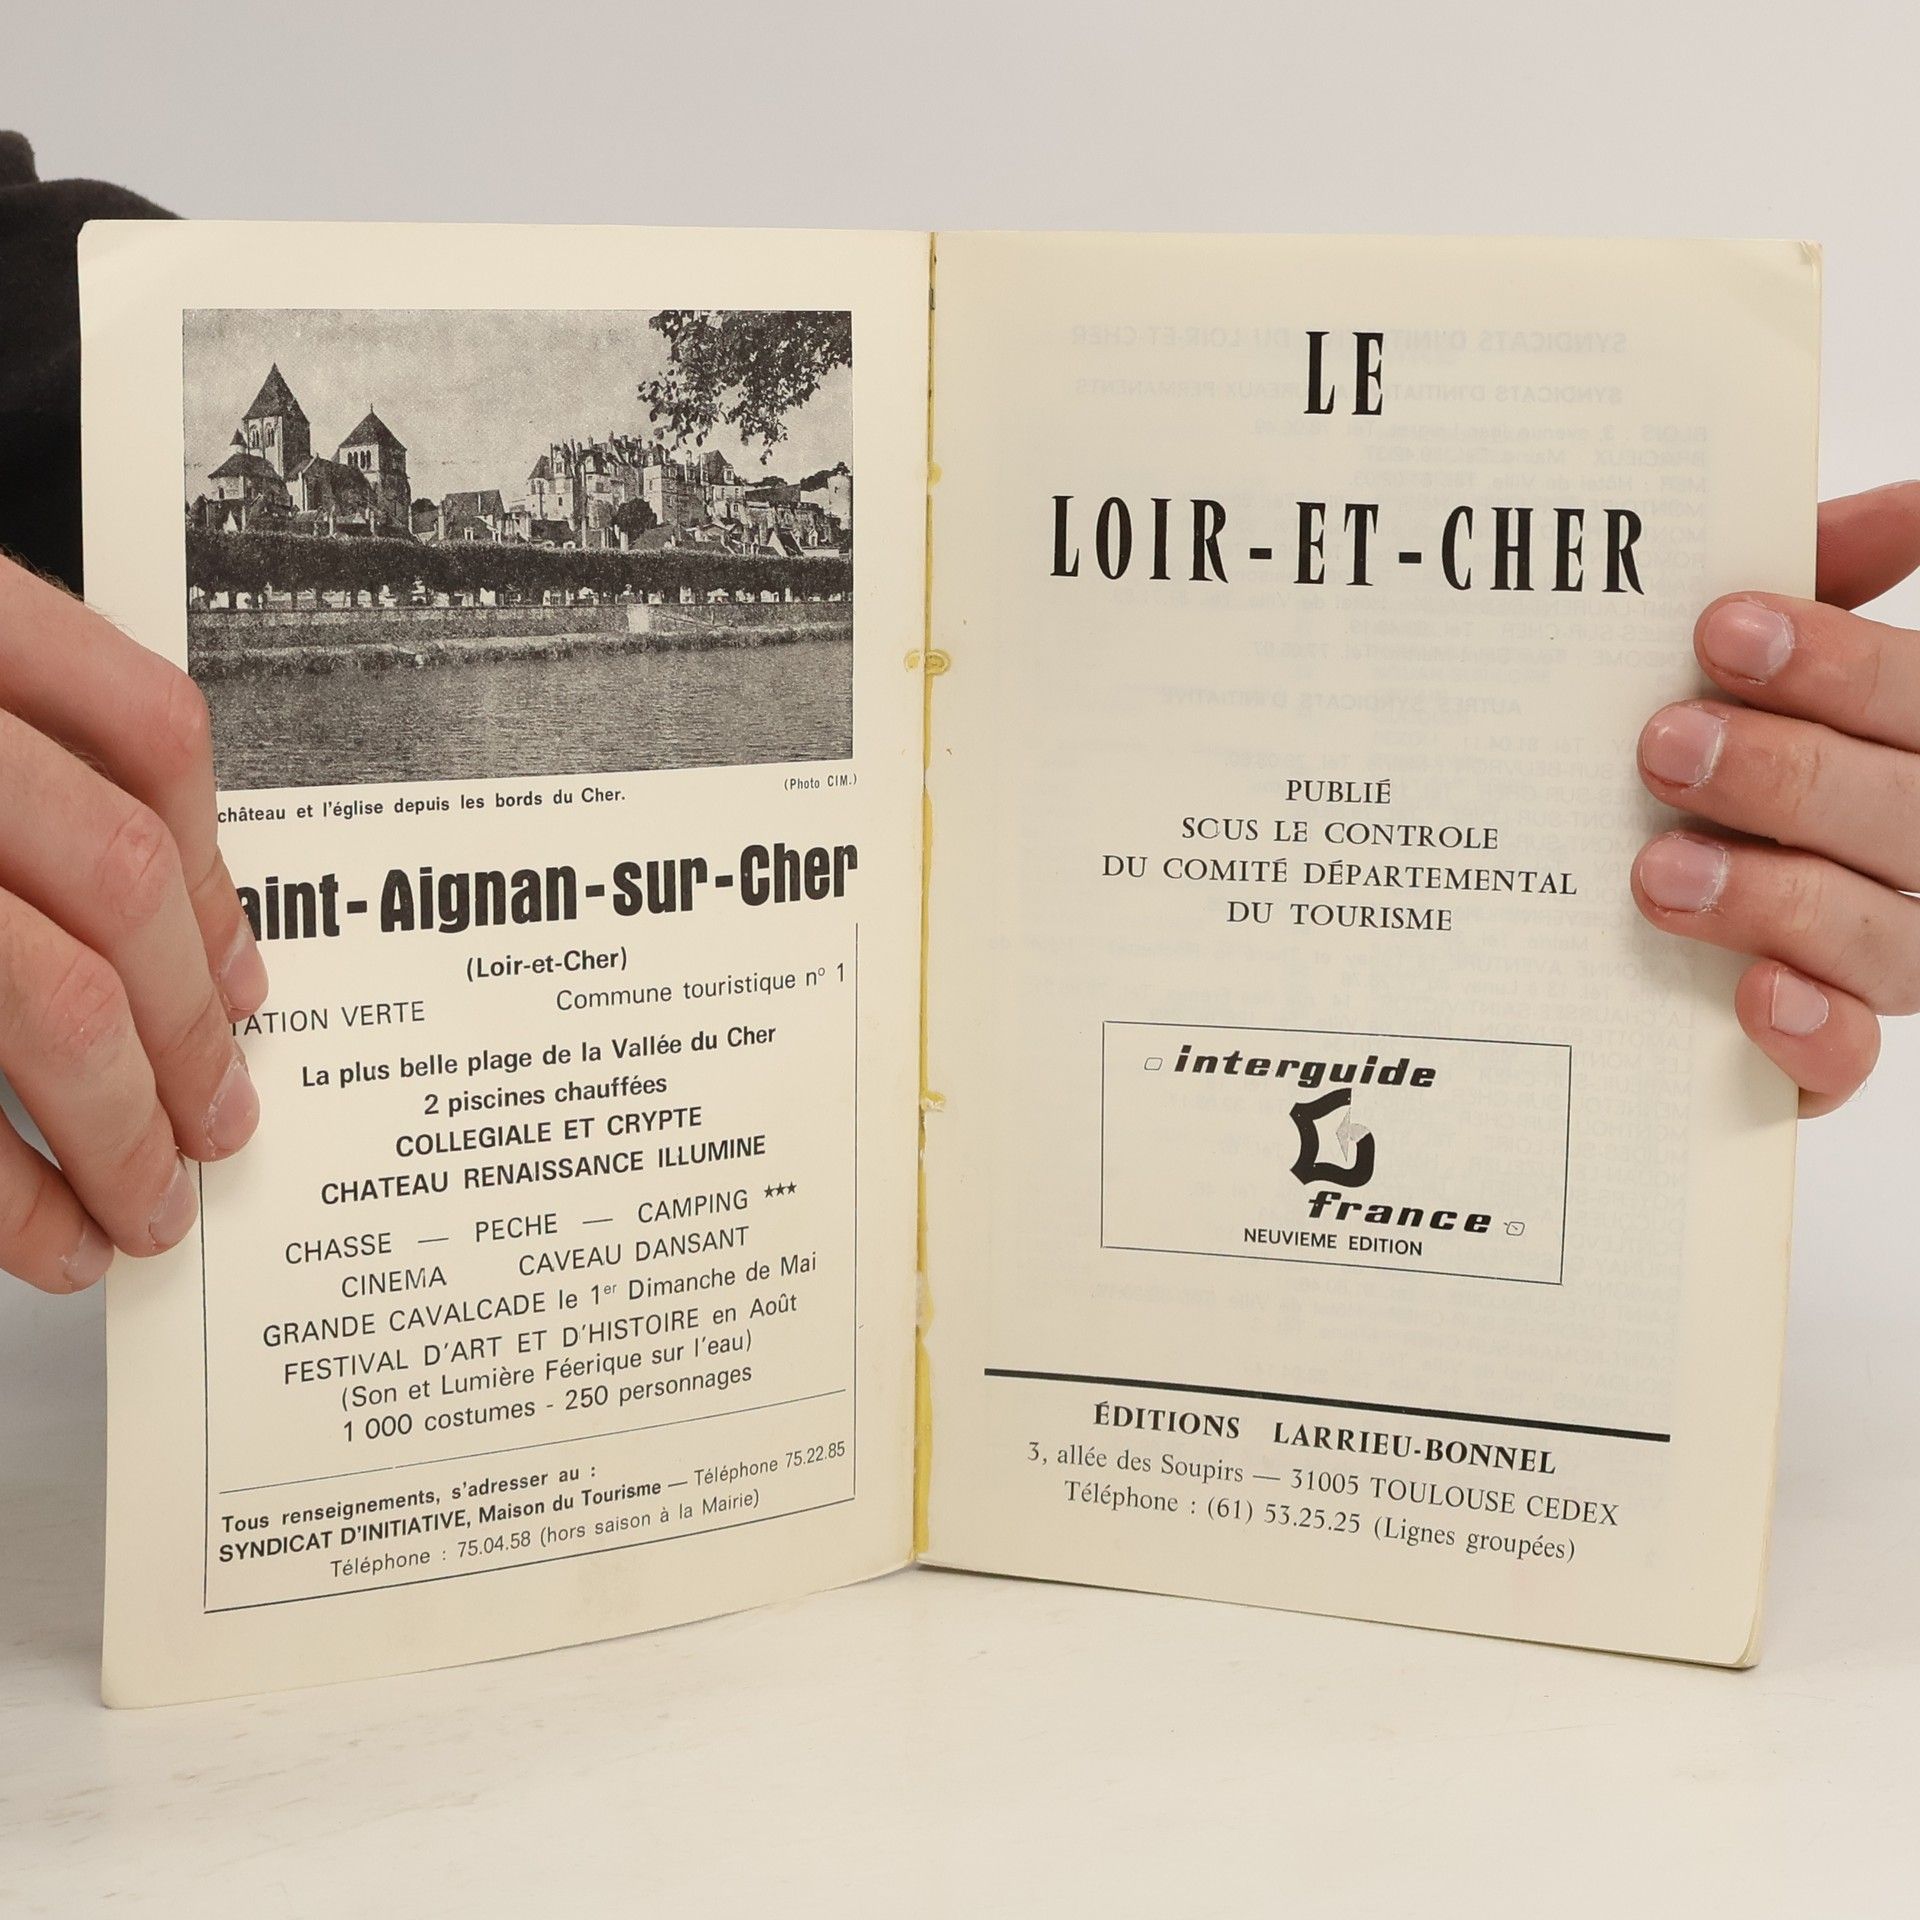 (Photo CIM.)
château et l'église depuis les bords du Cher.
aint-Aignan-sur-Cher
(Loir-et-Cher)
TATION VERTE
Commune touristique n° 1
La plus belle plage de la Vallée du Cher
2 piscines chauffées
COLLEGIALE ET CRYPTE
CHATEAU RENAISSANCE ILLUMINE
CHASSE — PECHE — CAMPING ★★★
CINEMA CAVEAU DANSANT
GRANDE CAVALCADE le 1er Dimanche de Mai
FESTIVAL D'ART ET D'HISTOIRE en Août
(Son et Lumière Féerique sur l'eau)
1 000 costumes - 250 personnages
Tous renseignements, s'adresser au :
SYNDICAT D'INITIATIVE, Maison du Tourisme — Téléphone 75.22.85
Téléphone : 75.04.58 (hors saison à la Mairie)
LE
LOIR-ET-CHER
PUBLIÉ
SOUS LE CONTROLE
DU COMITÉ DÉPARTEMENTAL
DU TOURISME
interguide
france
NEUVIEME EDITION
ÉDITIONS LARRIEU-BONNEL
3, allée des Soupirs — 31005 TOULOUSE CEDEX
Téléphone : (61) 53.25.25 (Lignes groupées)